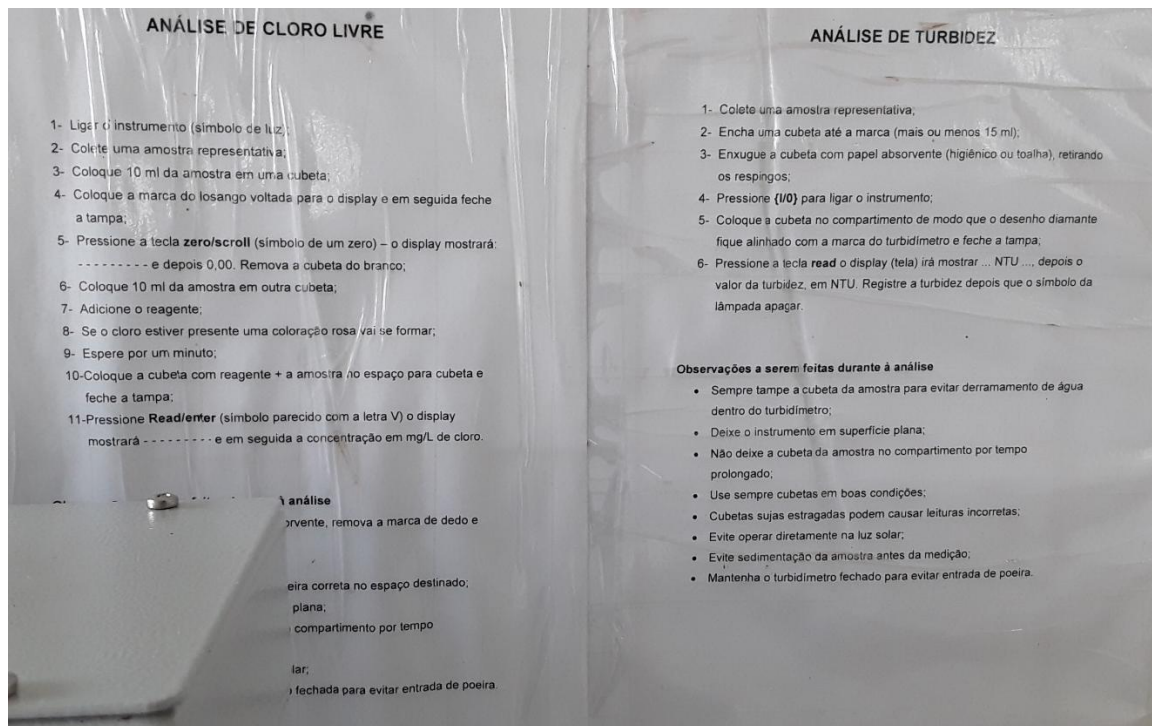 ANÁLISE DE CLORO LIVRE
1- Ligar o instrumento (símbolo de luz);
2- Colete uma amostra representativa;
3- Coloque 10 ml da amostra em uma cubeta;
4- Coloque a marca do losango voltada para o display e em seguida feche
a tampa;
5- Pressione a tecla zero/scroll (símbolo de um zero) – o display mostrará:
- - - - - - - - - e depois 0,00. Remova a cubeta do branco;
6- Coloque 10 ml da amostra em outra cubeta;
7- Adicione o reagente;
8- Se o cloro estiver presente uma coloração rosa vai se formar;
9- Espere por um minuto;
10-Coloque a cubeta com reagente + a amostra no espaço para cubeta e
feche a tampa;
11-Pressione Read/enter (símbolo parecido com a letra V) o display
mostrará - - - - - - - - - e em seguida a concentração em mg/L de cloro.
à análise
remova a marca de dedo e
correta no espaço destinado;
plana;
compartimento por tempo
fechada para evitar entrada de poeira.
ANÁLISE DE TURBIDEZ
1- Colete uma amostra representativa;
2- Encha uma cubeta até a marca (mais ou menos 15 ml);
3- Enxugue a cubeta com papel absorvente (higiênico ou toalha), retirando
os respingos;
4- Pressione {I/0} para ligar o instrumento;
5- Coloque a cubeta no compartimento de modo que o desenho diamante
fique alinhado com a marca do turbidímetro e feche a tampa;
6- Pressione a tecla read o display (tela) irá mostrar ... NTU ..., depois o
valor da turbidez, em NTU. Registre a turbidez depois que o símbolo da
lâmpada apagar.
Observações a serem feitas durante à análise
• Sempre tampe a cubeta da amostra para evitar derramamento de água
dentro do turbidímetro;
• Deixe o instrumento em superfície plana;
• Não deixe a cubeta da amostra no compartimento por tempo
prolongado;
• Use sempre cubetas em boas condições;
• Cubetas sujas estragadas podem causar leituras incorretas;
• Evite operar diretamente na luz solar;
• Evite sedimentação da amostra antes da medição;
• Mantenha o turbidímetro fechado para evitar entrada de poeira.